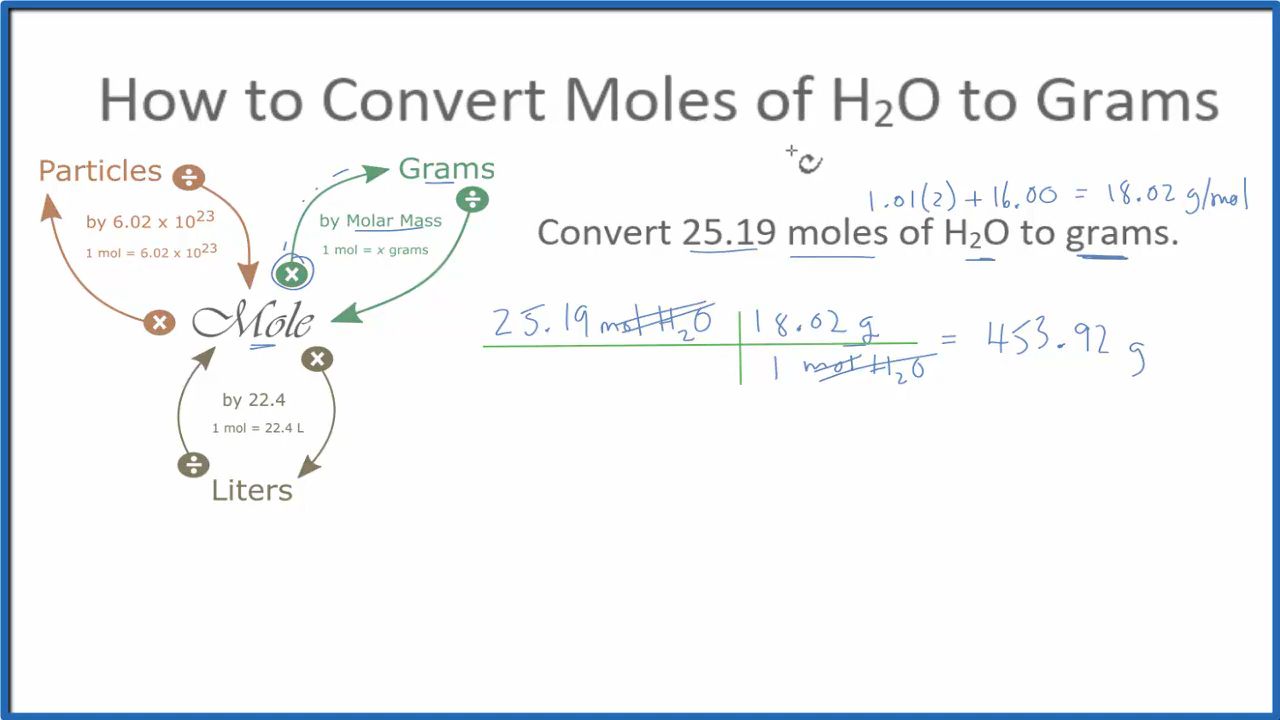 How to Convert Moles of H₂O to Grams
Particles
Grams
by 6.02 x 10²³
1 mol = 6.02 x 10²³
by Molar Mass
1 mol = x grams
1.01(2) + 16.00 = 18.02 g/mol
Convert 25.19 moles of H₂O to grams.
Mole
25.19 mol H₂O | 18.02 g
1 mol H₂O
= 453.92 g
by 22.4
1 mol = 22.4 L
Liters